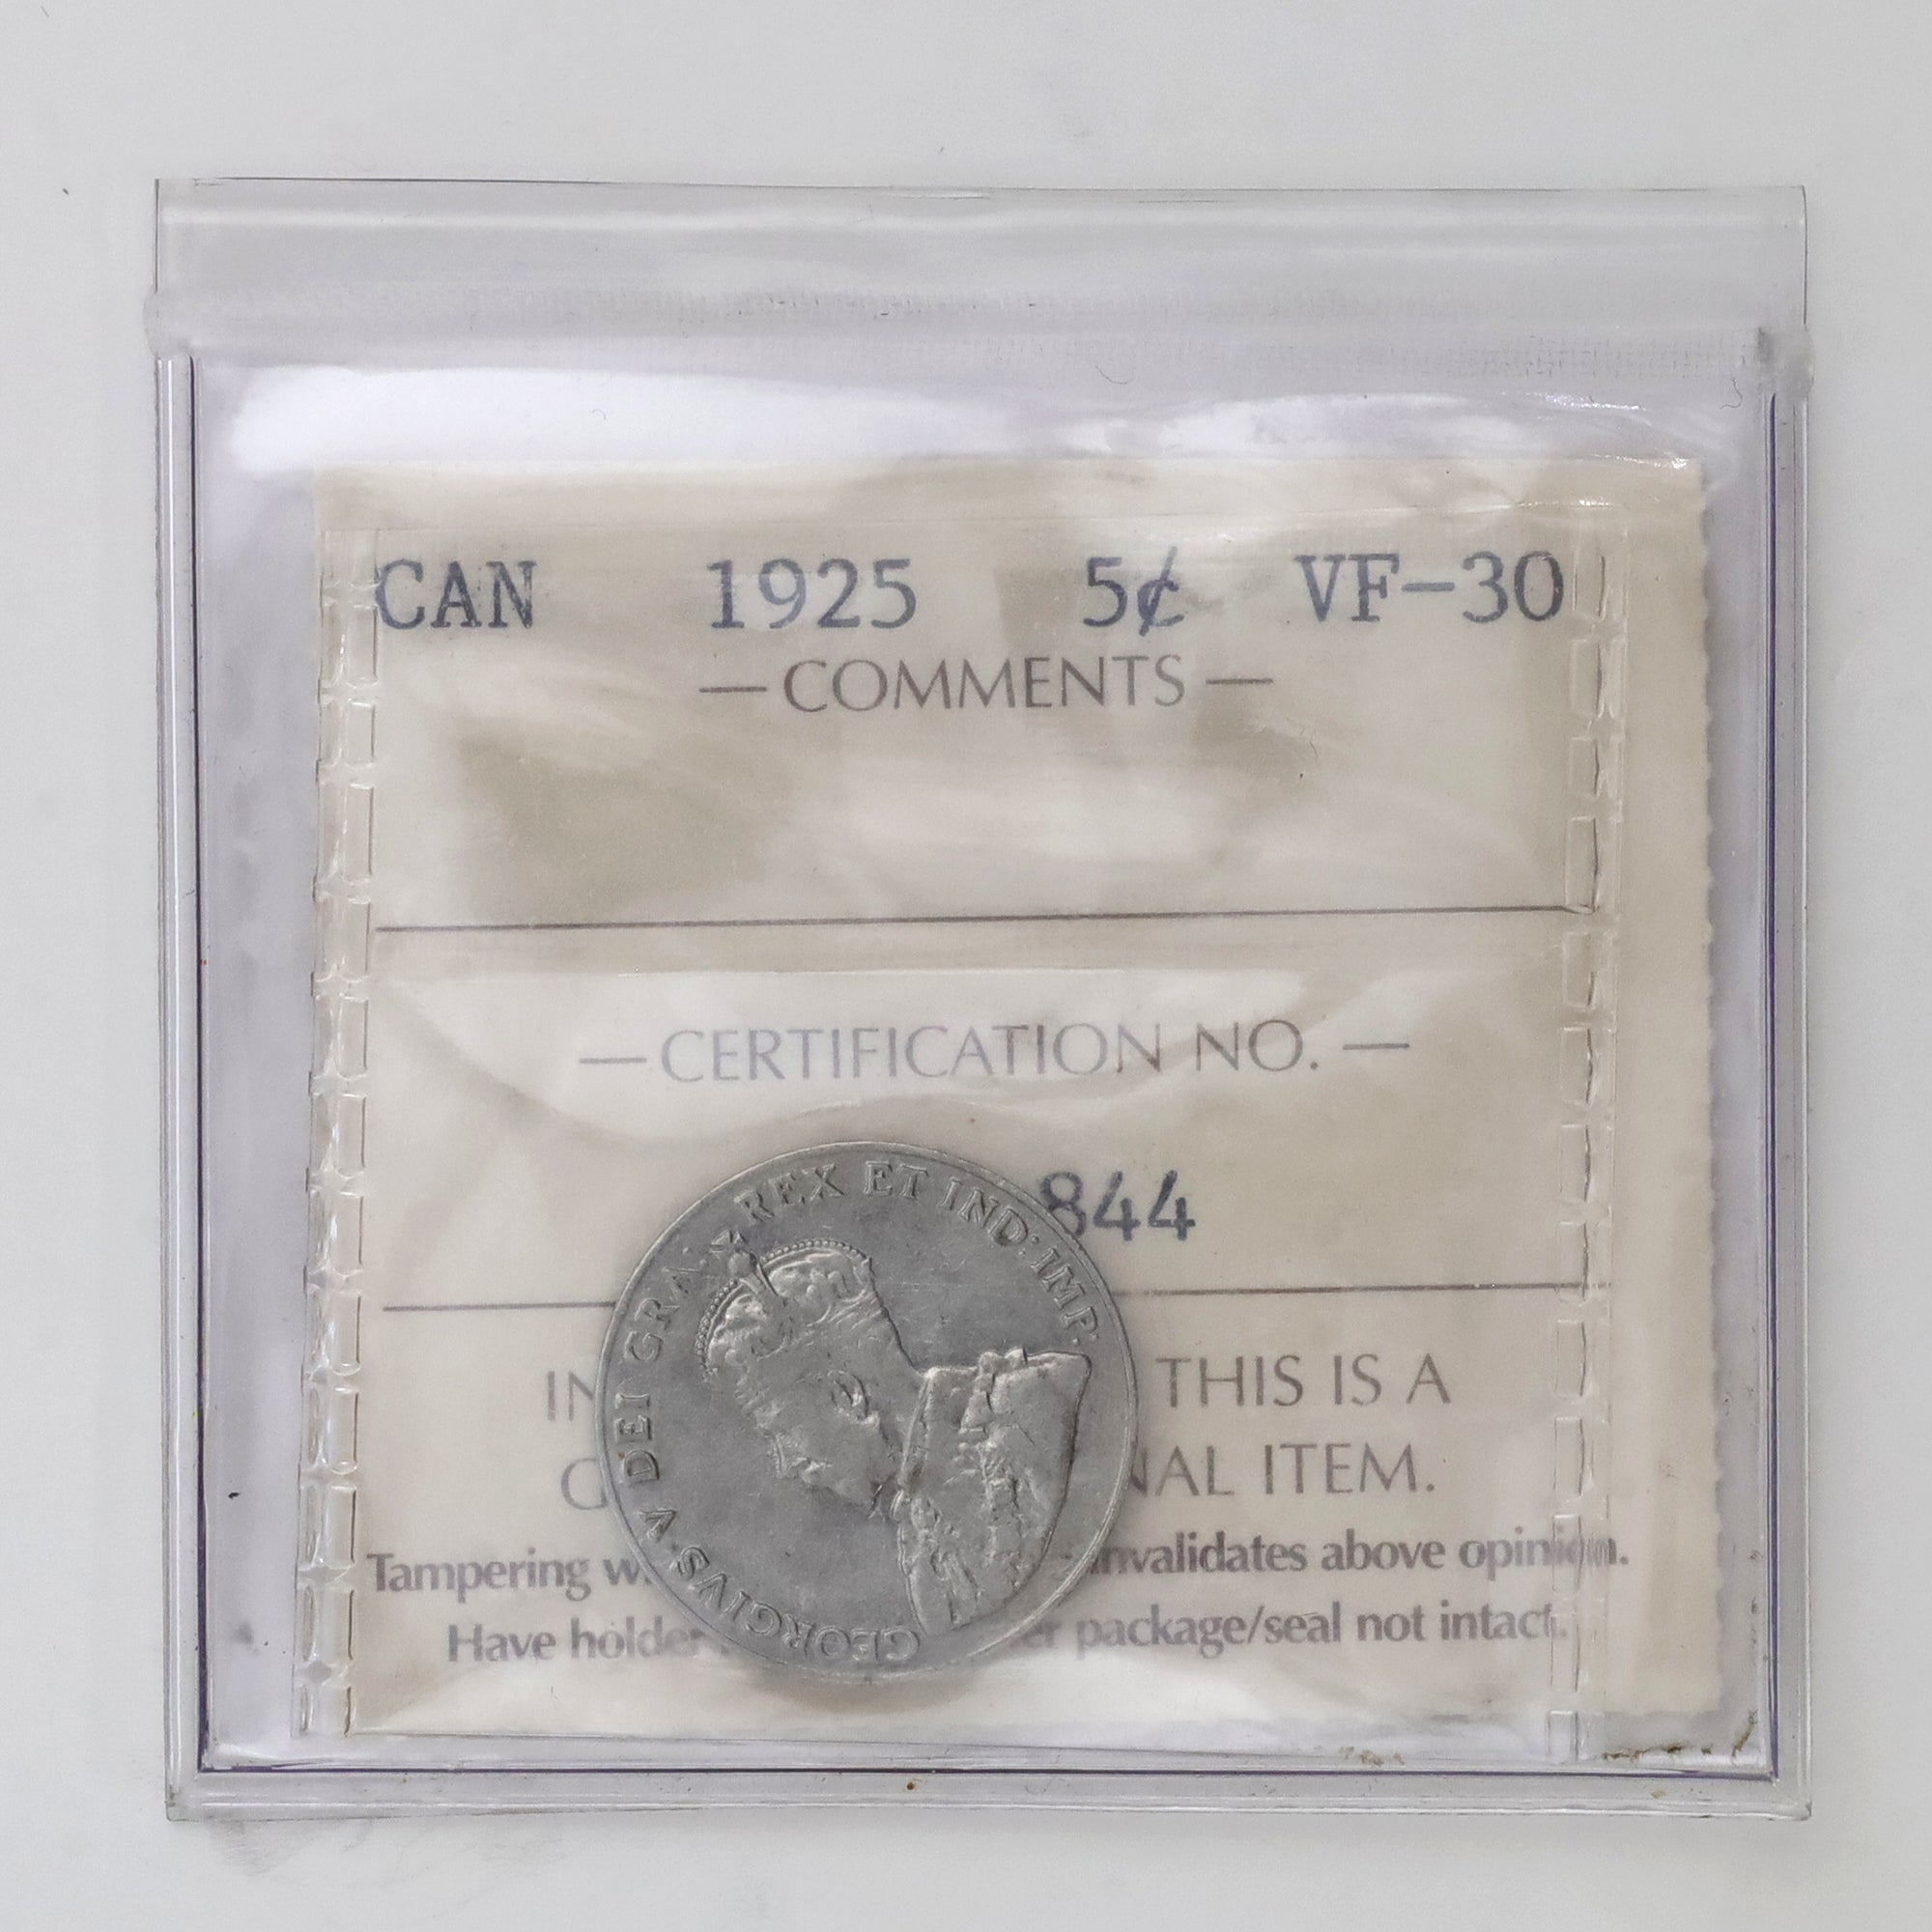 CAN 1925 5¢ VF-30
— COMMENTS —
— CERTIFICATION NO. —
844
THIS IS A
ITEM.
Tampering invalidates above opinion.
Have holder package/seal not intact.
GEORGIVS V DEI GRA: REX ET IND: IMP: